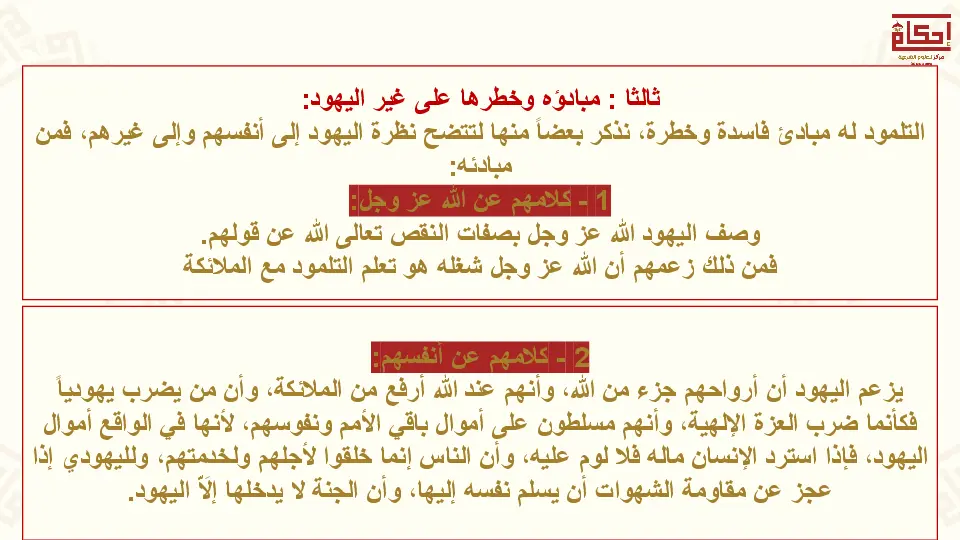 إحكام
مركز للعلوم الشرعية
ثالثا : مبادؤه وخطرها على غير اليهود:
التلمود له مبادئ فاسدة وخطرة، نذكر بعضاً منها لتتضح نظرة اليهود إلى أنفسهم وإلى غيرهم، فمن
مبادئه:
1 - كلامهم عن الله عز وجل:
وصف اليهود الله عز وجل بصفات النقص تعالى الله عن قولهم.
فمن ذلك زعمهم أن الله عز وجل شغله هو تعلم التلمود مع الملائكة
2 - كلامهم عن أنفسهم:
يزعم اليهود أن أرواحهم جزء من الله، وأنهم عند الله أرفع من الملائكة، وأن من يضرب يهودياً
فكأنما ضرب العزة الإلهية، وأنهم مسلطون على أموال باقي الأمم ونفوسهم، لأنها في الواقع أموال
اليهود، فإذا استرد الإنسان ماله فلا لوم عليه، وأن الناس إنما خلقوا لأجلهم ولخدمتهم، ولليهودي إذا
عجز عن مقاومة الشهوات أن يسلم نفسه إليها، وأن الجنة لا يدخلها إلاَّ اليهود.